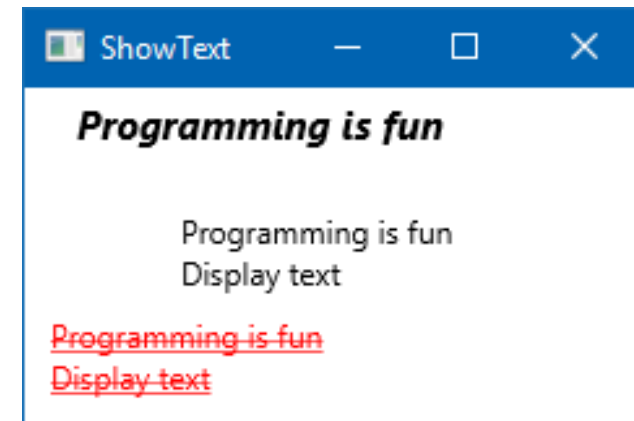 ShowText
Programming is fun
Programming is fun
Display text
Programming is fun
Display text